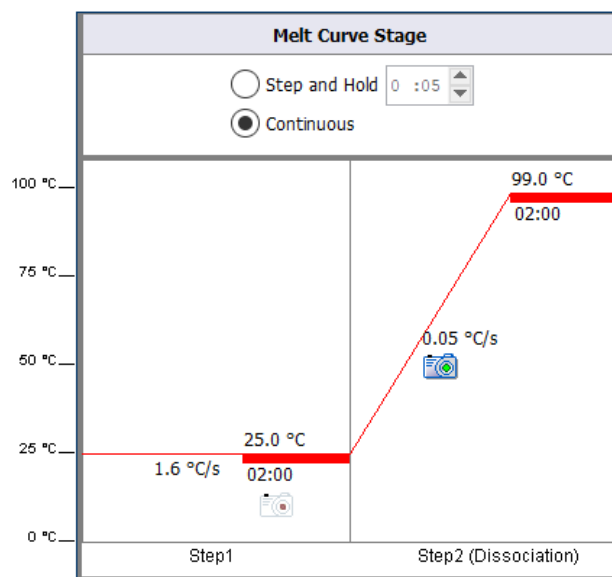 Melt Curve Stage
Step and Hold 0 :05
Continuous
100 °C
75 °C
50 °C
25 °C
0 °C
1.6 °C/s
25.0 °C
02:00
99.0 °C
02:00
0.05 °C/s
Step1
Step2 (Dissociation)